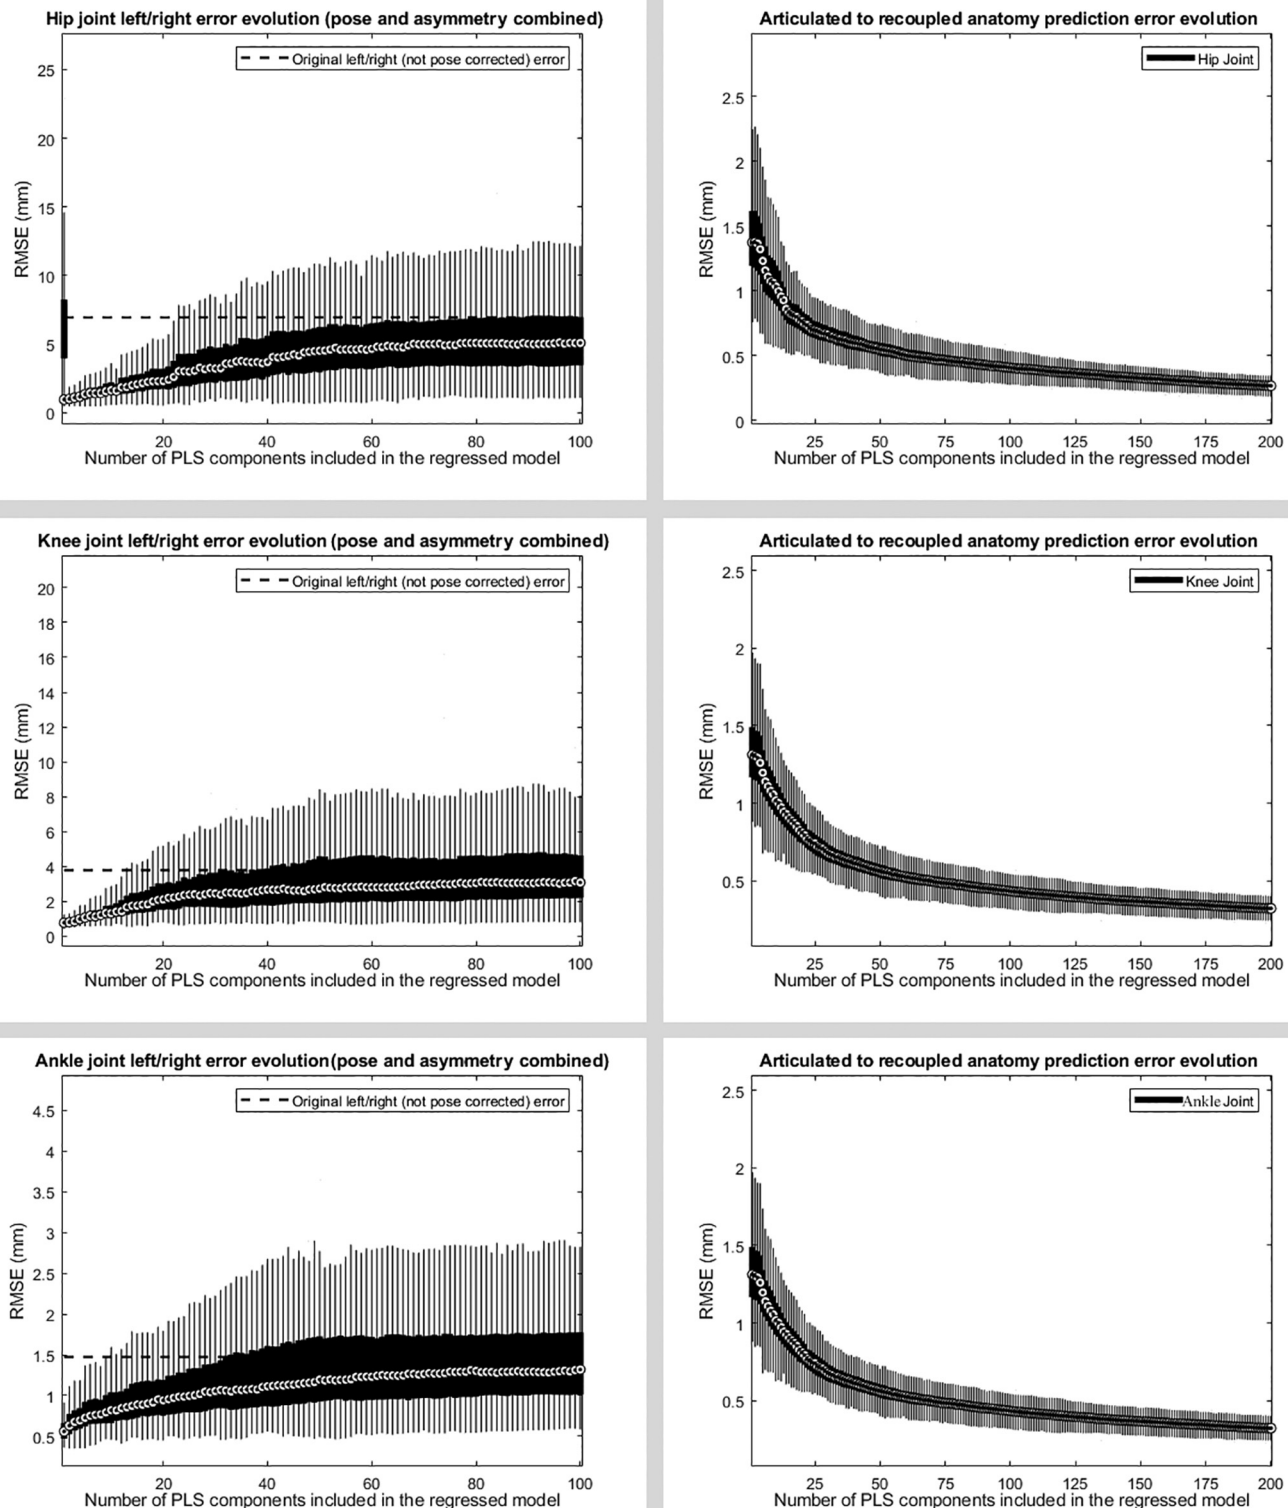 Hip joint left/right error evolution (pose and asymmetry combined)
Original left/right (not pose corrected) error
25
20
15
10
5
0
RMSE (mm)
20 40 60 80 100
Number of PLS components included in the regressed model
Articulated to recoupled anatomy prediction error evolution
Hip Joint
2.5
2
1.5
1
0.5
0
RMSE (mm)
25 50 75 100 125 150 175 200
Number of PLS components included in the regressed model
Knee joint left/right error evolution (pose and asymmetry combined)
Original left/right (not pose corrected) error
20
18
16
14
12
10
8
6
4
2
0
RMSE (mm)
20 40 60 80 100
Number of PLS components included in the regressed model
Articulated to recoupled anatomy prediction error evolution
Knee Joint
2.5
2
1.5
1
0.5
RMSE (mm)
25 50 75 100 125 150 175 200
Number of PLS components included in the regressed model
Ankle joint left/right error evolution(pose and asymmetry combined)
Original left/right (not pose corrected) error
4.5
4
3.5
3
2.5
2
1.5
1
0.5
RMSE (mm)
20 40 60 80 100
Number of PLS components included in the regressed model
Articulated to recoupled anatomy prediction error evolution
Ankle Joint
2.5
2
1.5
1
0.5
RMSE (mm)
25 50 75 100 125 150 175 200
Number of PLS components included in the regressed model